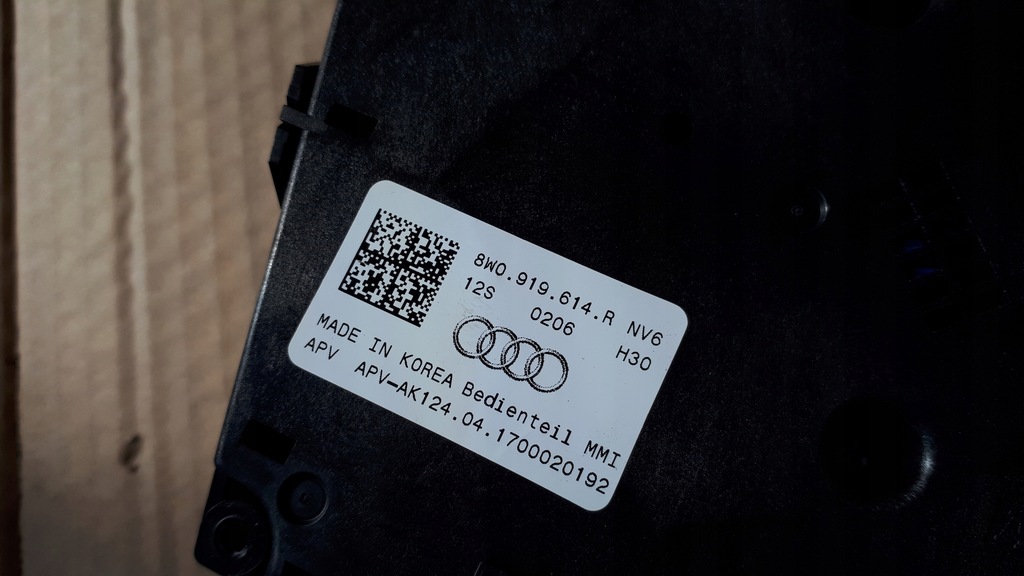 8W0.919.614.R NV6
12S 0206 H30
MADE IN KOREA Bedienteil MMI
APV APV-AK124.04.1700020192